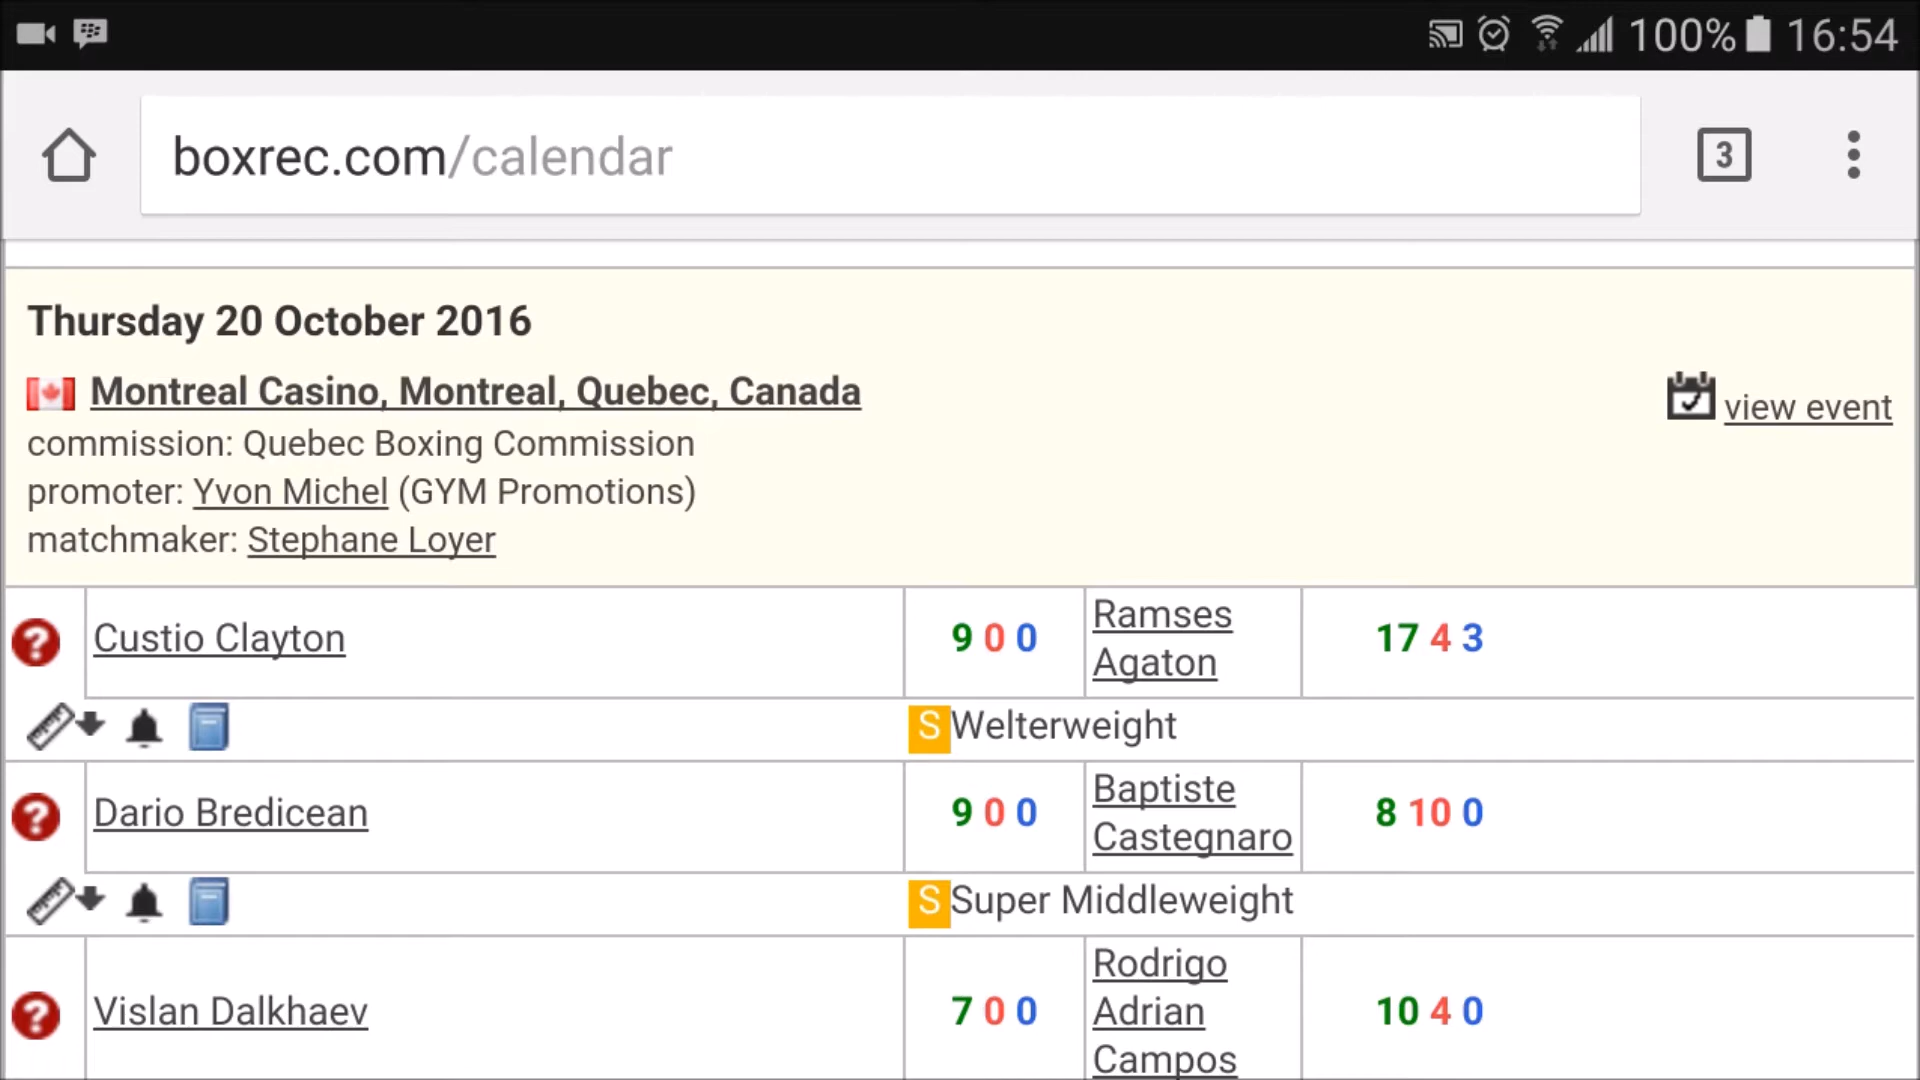 100% 16:54
boxrec.com/calendar
3
Thursday 20 October 2016
Montreal Casino, Montreal, Quebec, Canada
view event
commission: Quebec Boxing Commission
promoter: Yvon Michel (GYM Promotions)
matchmaker: Stephane Loyer
? Custio Clayton 9 0 0 Ramses Agaton 17 4 3
S Welterweight
? Dario Bredicean 9 0 0 Baptiste Castegnaro 8 10 0
S Super Middleweight
? Vislan Dalkhaev 7 0 0 Rodrigo Adrian Campos 10 4 0